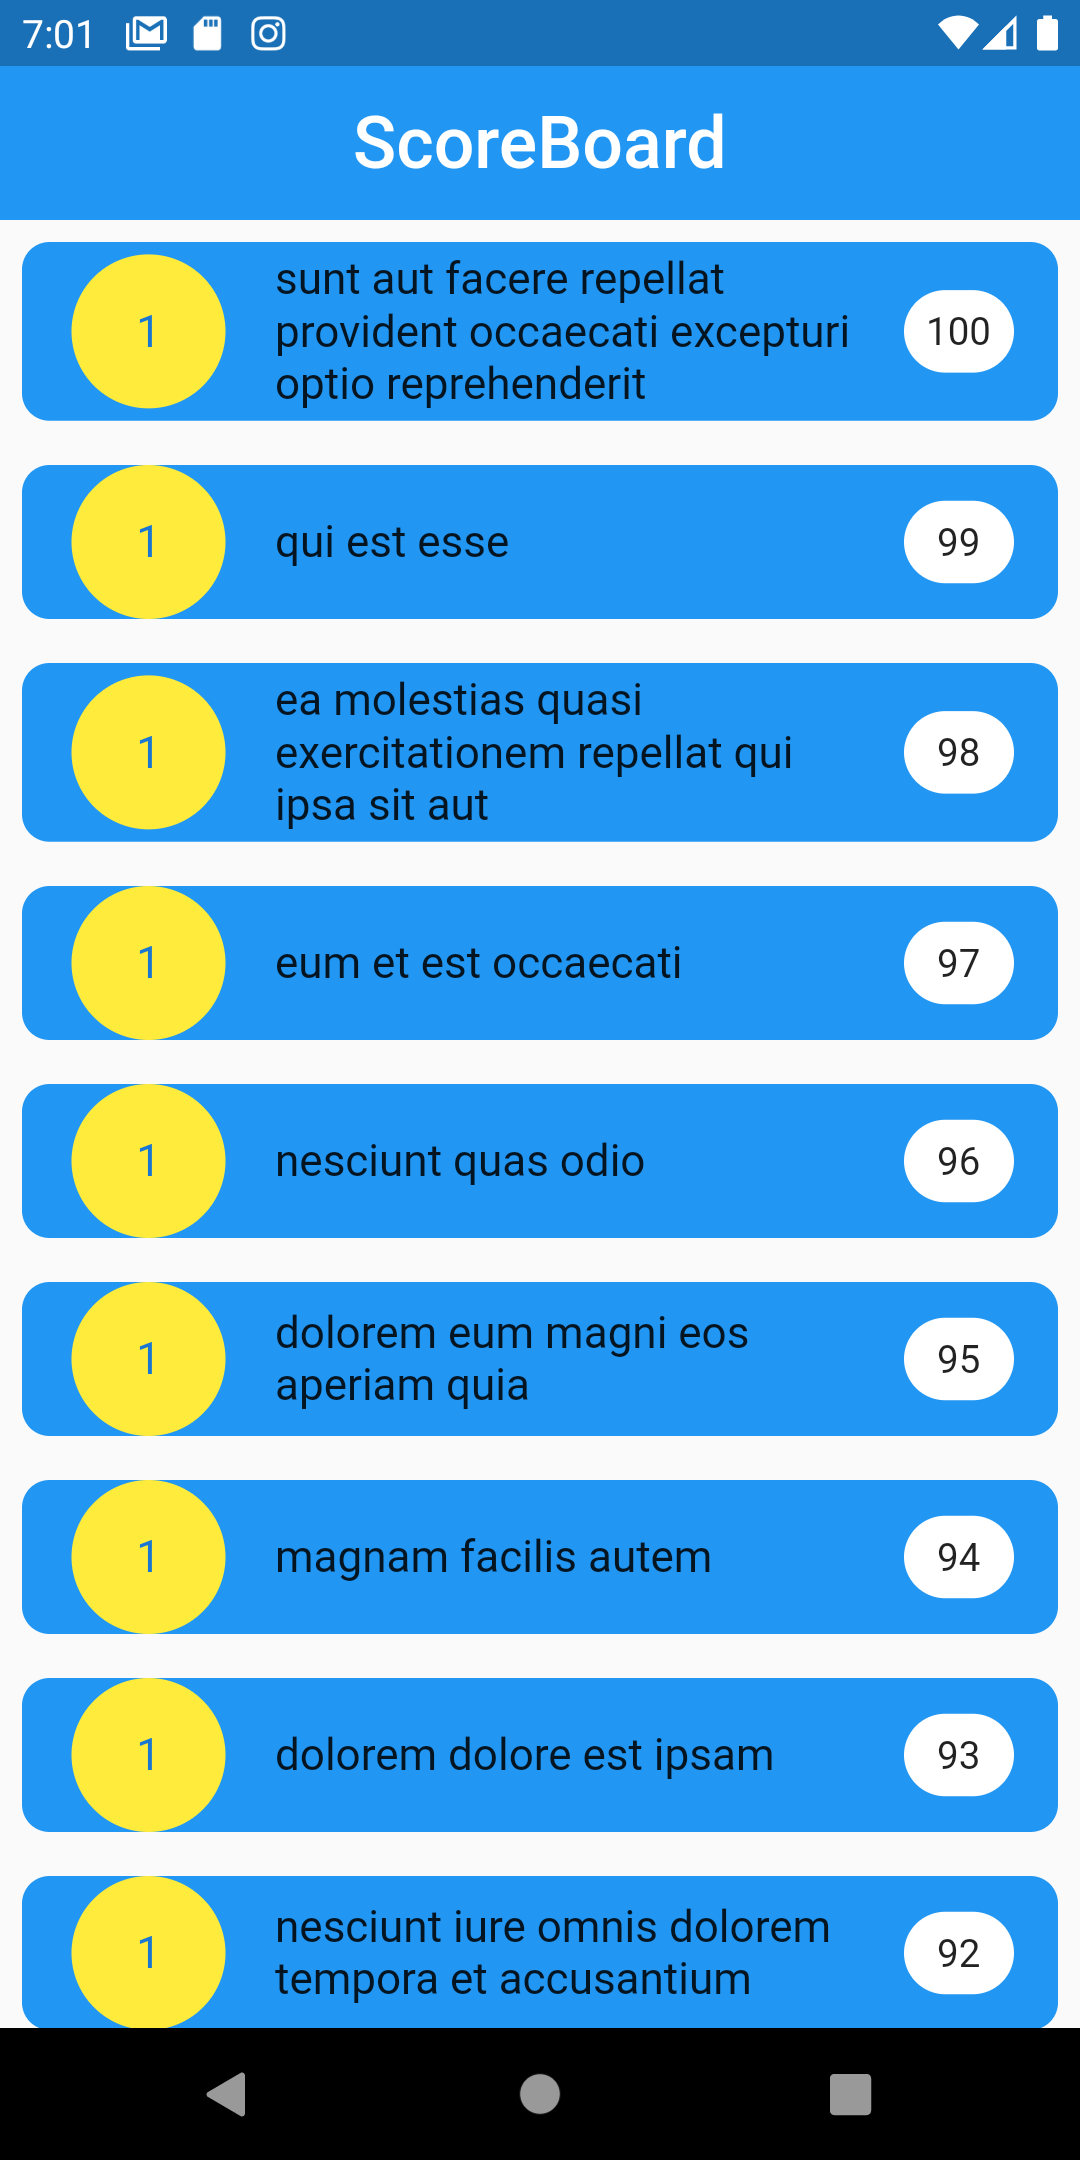 7:01
ScoreBoard
1
sunt aut facere repellat
provident occaecati excepturi
optio reprehenderit
100
1
qui est esse
99
1
ea molestias quasi
exercitationem repellat qui
ipsa sit aut
98
1
eum et est occaecati
97
1
nesciunt quas odio
96
1
dolorem eum magni eos
aperiam quia
95
1
magnam facilis autem
94
1
dolorem dolore est ipsam
93
1
nesciunt iure omnis dolorem
tempora et accusantium
92